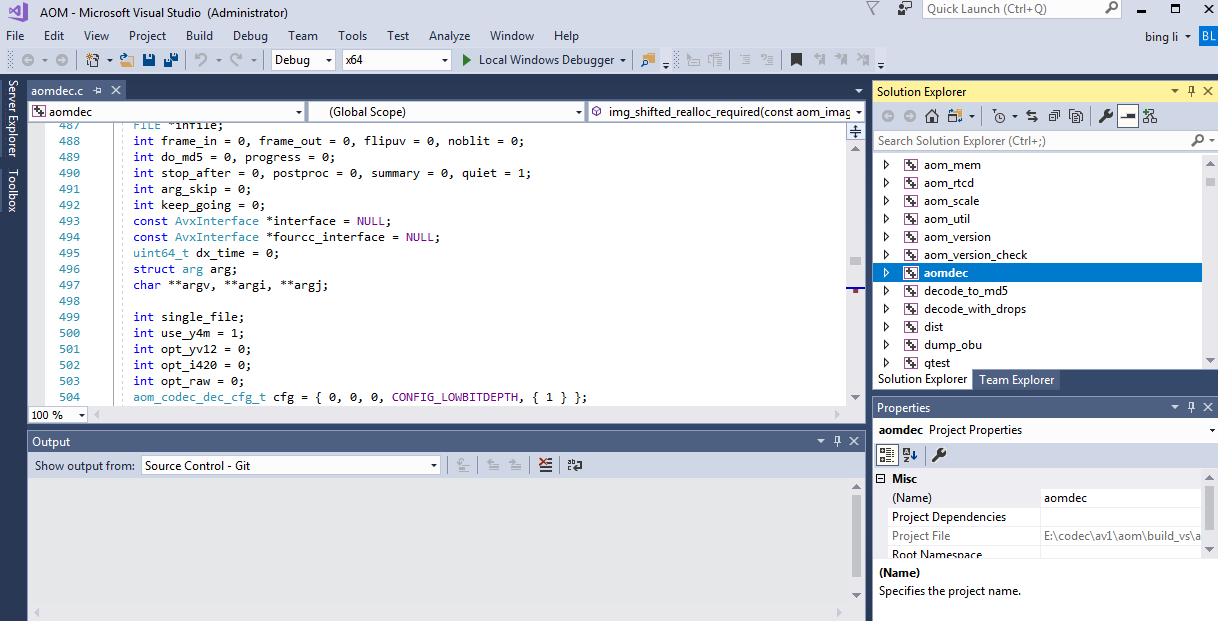 AOM - Microsoft Visual Studio (Administrator)
Quick Launch (Ctrl+Q)
File Edit View Project Build Debug Team Tools Test Analyze Window Help
bing li BL
Debug x64 Local Windows Debugger
Server Explorer
Toolbox
aomdec.c
aomdec (Global Scope) img_shifted_realloc_required(const aom_imag
487 FILE *infile;
488 int frame_in = 0, frame_out = 0, flipuv = 0, noblit = 0;
489 int do_md5 = 0, progress = 0;
490 int stop_after = 0, postproc = 0, summary = 0, quiet = 1;
491 int arg_skip = 0;
492 int keep_going = 0;
493 const AvxInterface *interface = NULL;
494 const AvxInterface *fourcc_interface = NULL;
495 uint64_t dx_time = 0;
496 struct arg arg;
497 char **argv, **argi, **argj;
498
499 int single_file;
500 int use_y4m = 1;
501 int opt_yv12 = 0;
502 int opt_i420 = 0;
503 int opt_raw = 0;
504 aom_codec_dec_cfg_t cfg = { 0, 0, 0, CONFIG_LOWBITDEPTH, { 1 } };
100 %
Output
Show output from: Source Control - Git
Solution Explorer
Search Solution Explorer (Ctrl+;)
aom_mem
aom_rtcd
aom_scale
aom_util
aom_version
aom_version_check
aomdec
decode_to_md5
decode_with_drops
dist
dump_obu
gtest
Solution Explorer Team Explorer
Properties
aomdec Project Properties
Misc
(Name) aomdec
Project Dependencies
Project File E:\codec\av1\aom\build_vs\a
Root Namespace
(Name)
Specifies the project name.